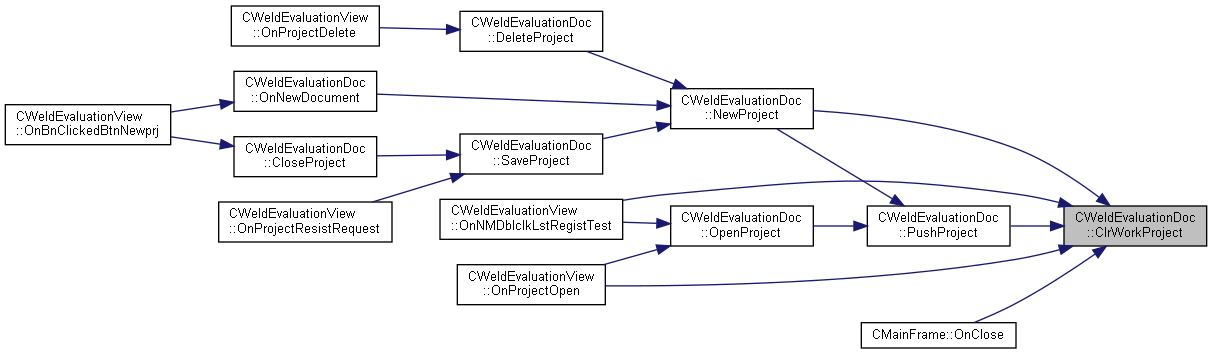 CWeldEvaluationView
::OnProjectDelete
CWeldEvaluationDoc
::DeleteProject
CWeldEvaluationDoc
::OnNewDocument
CWeldEvaluationDoc
::NewProject
CWeldEvaluationView
::OnBnClickedBtnNewprj
CWeldEvaluationDoc
::CloseProject
CWeldEvaluationDoc
::SaveProject
CWeldEvaluationView
::OnProjectResistRequest
CWeldEvaluationView
::OnNMDblclkLstRegistTest
CWeldEvaluationDoc
::OpenProject
CWeldEvaluationDoc
::PushProject
CWeldEvaluationDoc
::ClrWorkProject
CWeldEvaluationView
::OnProjectOpen
CMainFrame::OnClose